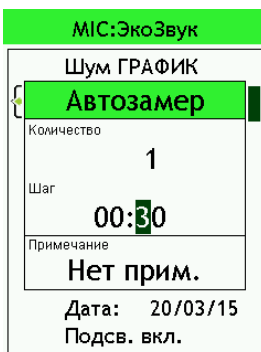 MIC:ЭкоЗвук
Шум ГРАФИК
Автозамер
Количество
1
Шаг
00:30
Примечание
Нет прим.
Дата: 20/03/15
Подсв. вкл.